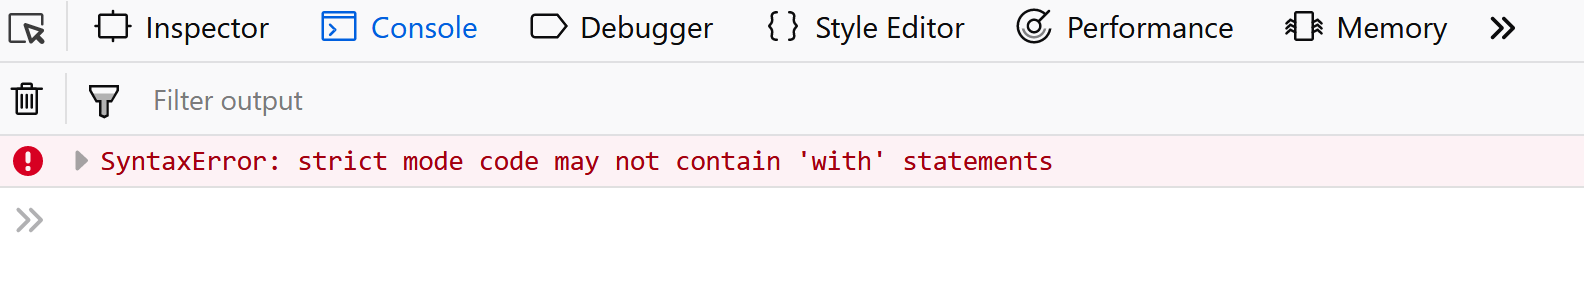 Inspector Console Debugger { } Style Editor Performance Memory
Filter output
SyntaxError: strict mode code may not contain 'with' statements